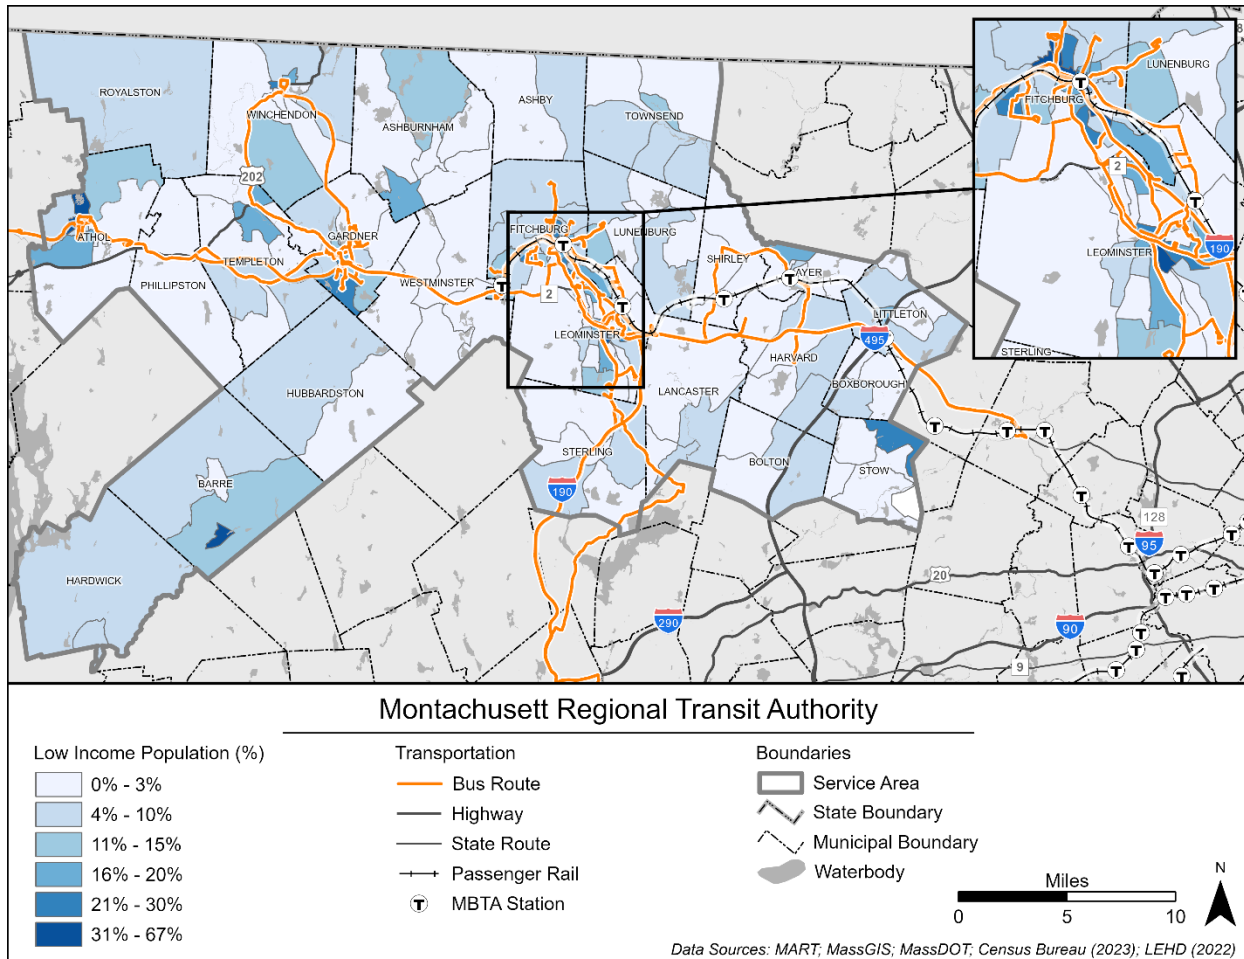 ROYALSTON
WINCHENDON
ASHBURNHAM
ASHBY
TOWNSEND
LUNENBURG
FITCHBURG
2
190
LEOMINSTER
STERLING
202
ATHOL
GARDNER
TEMPLETON
PHILLIPSTON
WESTMINSTER
FITCHBURG
T
LUNENBURG
SHIRLEY
AYER
2
LEOMINSTER
LITTLETON
495
HARVARD
BOXBOROUGH
HUBBARDSTON
LANCASTER
STERLING
BOLTON
STOW
BARRE
190
HARDWICK
128
95
20
290
90
9
Montachusett Regional Transit Authority
Low Income Population (%)
0% - 3%
4% - 10%
11% - 15%
16% - 20%
21% - 30%
31% - 67%
Transportation
Bus Route
Highway
State Route
Passenger Rail
T MBTA Station
Boundaries
Service Area
State Boundary
Municipal Boundary
Waterbody
Miles
0 5 10
N
Data Sources: MART; MassGIS; MassDOT; Census Bureau (2023); LEHD (2022)